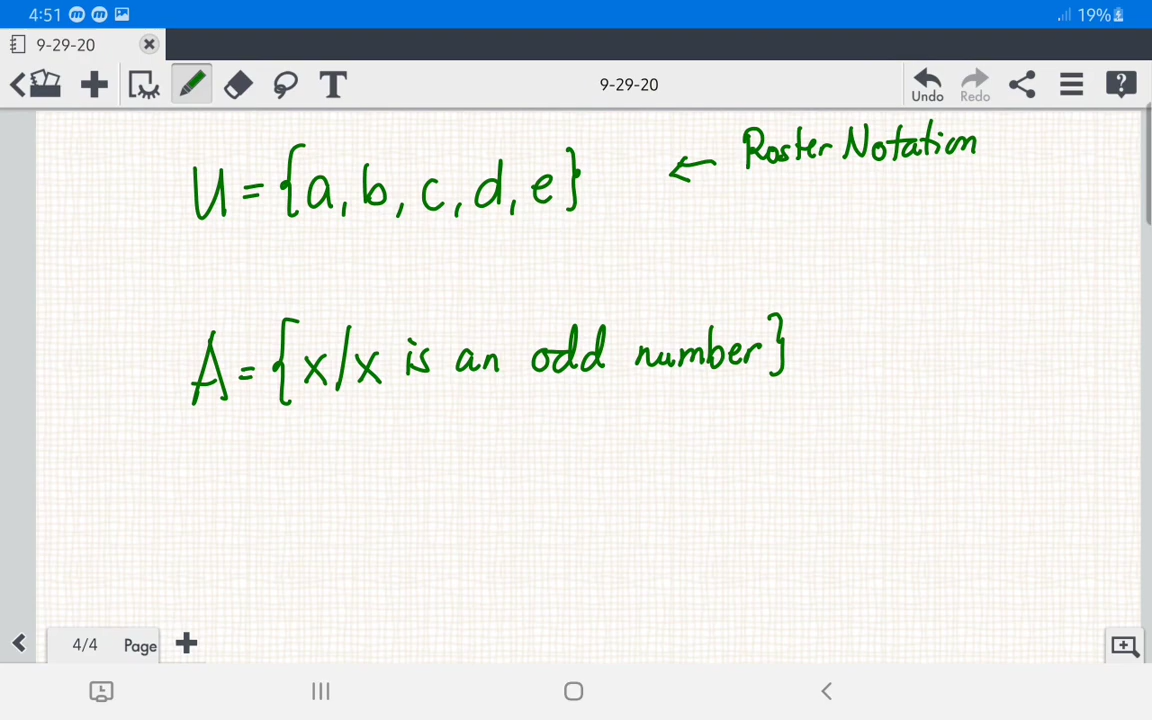 4:51 19%
9-29-20
9-29-20 Undo Redo
Roster Notation
U = {a, b, c, d, e}
A = {x/x is an odd number}
4/4 Page